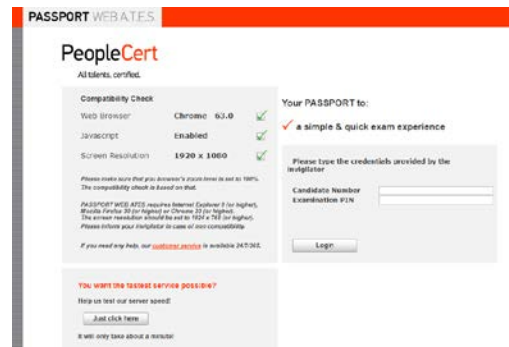 PASSPORT WEB A.T.E.S.
PeopleCert
All talents, certified.
Compatibility Check
Web Browser Chrome 63.0
Javascript Enabled
Screen Resolution 1920 x 1080
Please make sure that you browser's zoom level is set to 100%.
The compatibility check is based on that.
PASSPORT WEB ATES requires Internet Explorer 8 (or higher),
Mozilla Firefox 30 (or higher) or Chrome 33 (or higher).
The screen resolution should be set to 1024 x 768 (or higher).
Please inform your invigilator in case of non-compatibility.
If you need any help, our customer service is available 24/7/365.
You want the fastest service possible?
Help us test our server speed!
Just click here
It will only take about a minute!
Your PASSPORT to:
a simple & quick exam experience
Please type the credentials provided by the
invigilator
Candidate Number
Examination PIN
Login